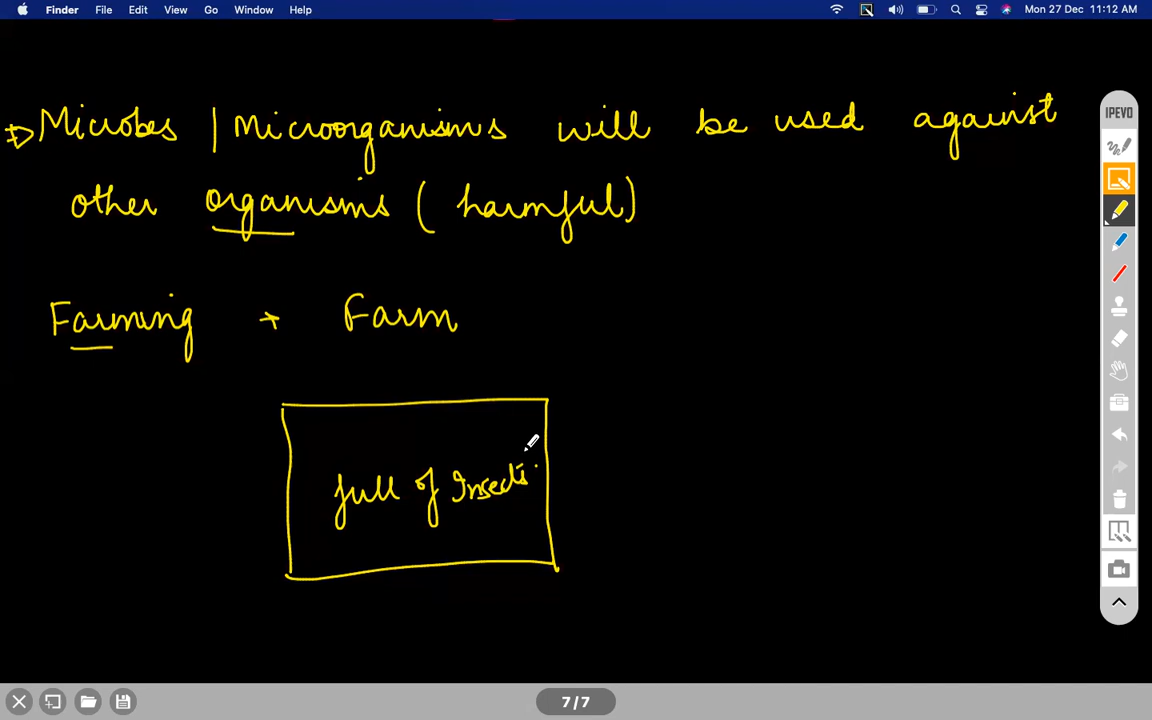 Finder File Edit View Go Window Help Mon 27 Dec 11:12 AM
Microbes | Microorganisms will be used against
other organisms ( harmful )
IPEVO
Farming → Farm
full of Insects
7/7